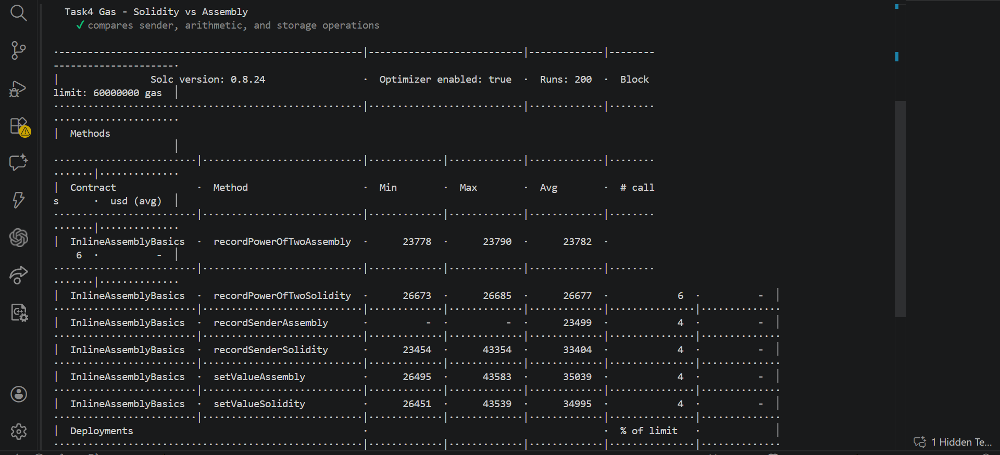 Task4 Gas - Solidity vs Assembly
✓ compares sender, arithmetic, and storage operations
·-----------------------------------------------------|---------------------------|-------------|--------
---------------------·
| Solc version: 0.8.24 · Optimizer enabled: true · Runs: 200 · Block
limit: 60000000 gas |
······················································|···························|·············|········
······················
| Methods
|
·························|····························|·············|·············|·············|········
·······|··············
| Contract · Method · Min · Max · Avg · # call
s · usd (avg) |
·························|····························|·············|·············|·············|········
·······|··············
| InlineAssemblyBasics · recordPowerOfTwoAssembly · 23778 · 23790 · 23782 ·
6 · - |
·························|····························|·············|·············|·············|········
·······|··············
| InlineAssemblyBasics · recordPowerOfTwoSolidity · 26673 · 26685 · 26677 · 6 · - |
·························|····························|·············|·············|·············|···············|··············
| InlineAssemblyBasics · recordSenderAssembly · - · - · 23499 · 4 · - |
·························|····························|·············|·············|·············|···············|··············
| InlineAssemblyBasics · recordSenderSolidity · 23454 · 43354 · 33404 · 4 · - |
·························|····························|·············|·············|·············|···············|··············
| InlineAssemblyBasics · setValueAssembly · 26495 · 43583 · 35039 · 4 · - |
·························|····························|·············|·············|·············|···············|··············
| InlineAssemblyBasics · setValueSolidity · 26451 · 43539 · 34995 · 4 · - |
·························|····························|·············|·············|·············|···············|··············
| Deployments · · % of limit · |
······················································|·············|·············|·············|···············|··············
1 Hidden Te...